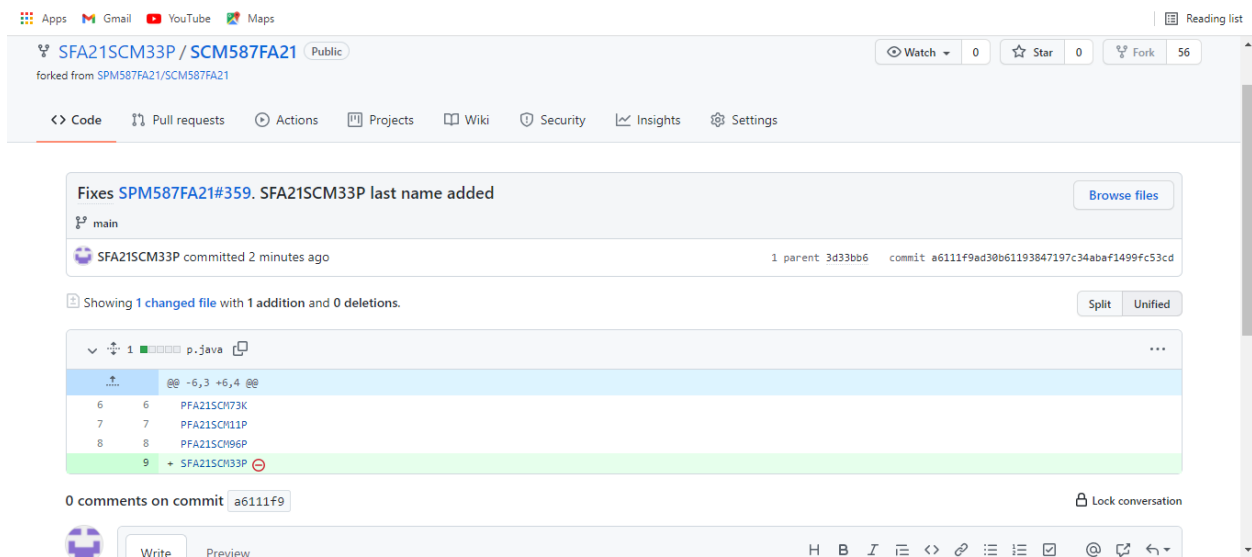 Apps Gmail YouTube Maps Reading list
SFA21SCM33P / SCM587FA21 Public Watch 0 Star 0 Fork 56
forked from SPM587FA21/SCM587FA21
<> Code Pull requests Actions Projects Wiki Security Insights Settings
Fixes SPM587FA21#359. SFA21SCM33P last name added Browse files
main
SFA21SCM33P committed 2 minutes ago 1 parent 3d33bb6 commit a6111f9ad30b61193847197c34abaf1499fc53cd
Showing 1 changed file with 1 addition and 0 deletions. Split Unified
1 p.java ...
@@ -6,3 +6,4 @@
6 6 PFA21SCM73K
7 7 PFA21SCM11P
8 8 PFA21SCM96P
9 + SFA21SCM33P
0 comments on commit a6111f9 Lock conversation
Write Preview H B I <> @